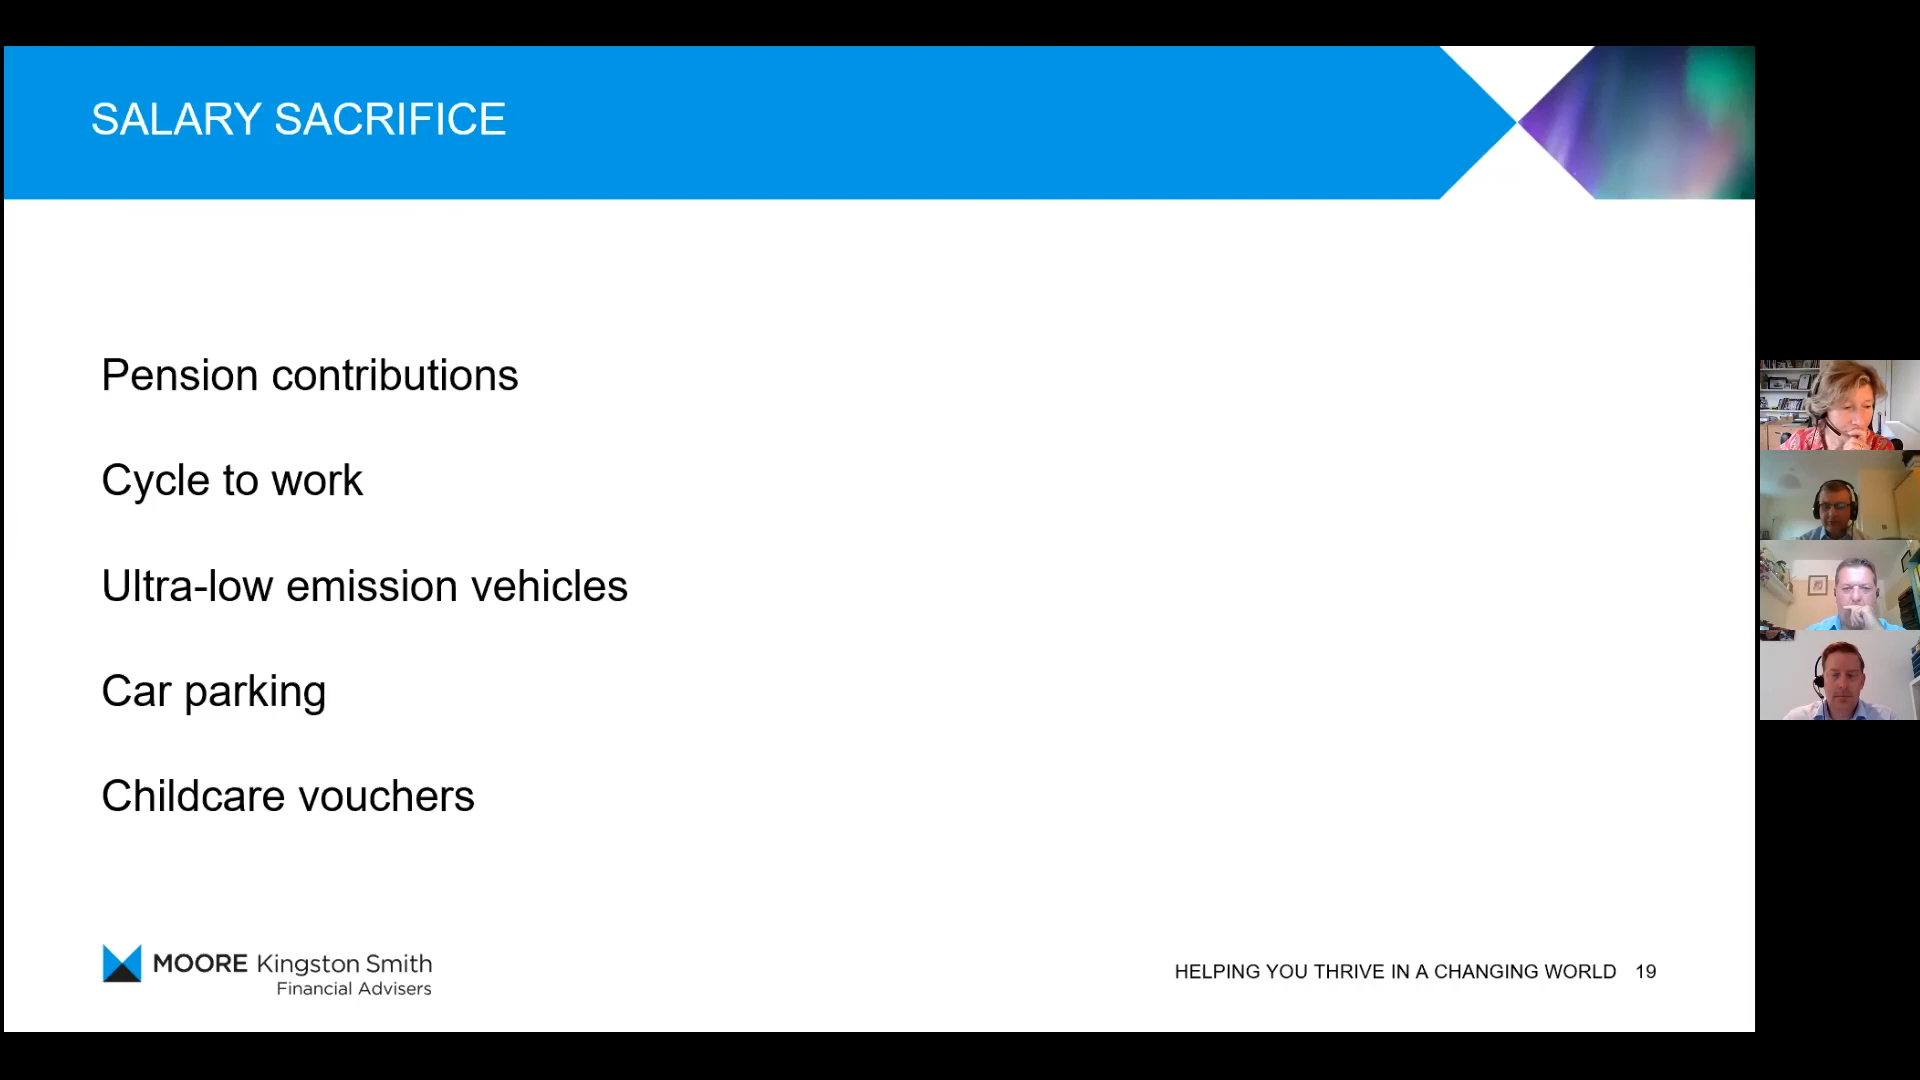 SALARY SACRIFICE
Pension contributions
Cycle to work
Ultra-low emission vehicles
Car parking
Childcare vouchers
MOORE Kingston Smith
Financial Advisers
HELPING YOU THRIVE IN A CHANGING WORLD 19